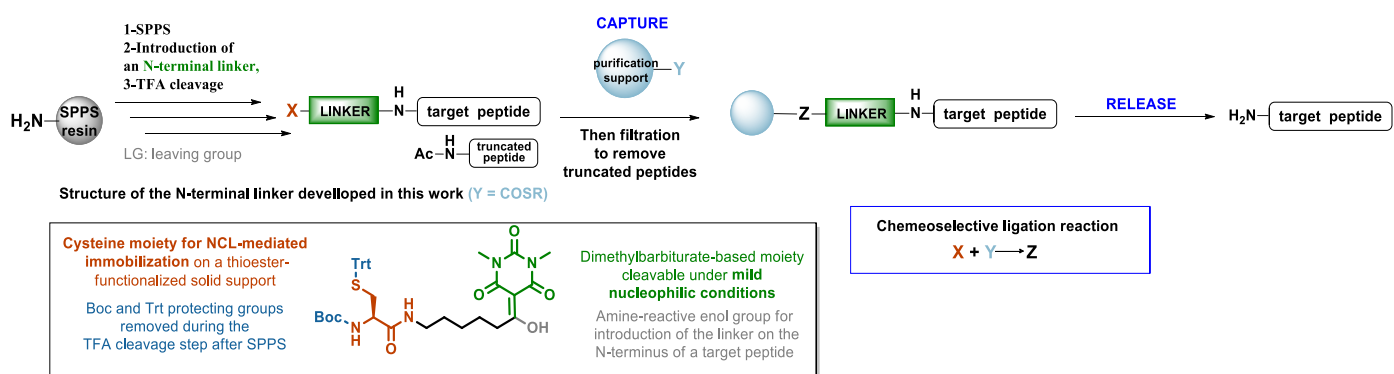 1-SPPS
2-Introduction of
an N-terminal linker,
3-TFA cleavage
H2N
SPPS
resin
LG: leaving group
X
LINKER
H
N
target peptide
Ac
H
N
truncated
peptide
CAPTURE
purification
support
Y
Then filtration
to remove
truncated peptides
Z
LINKER
H
N
target peptide
RELEASE
H2N
target peptide
Structure of the N-terminal linker develloped in this work (Y = COSR)
Cysteine moiety for NCL-mediated
immobilization on a thioester-
functionalized solid support
Boc and Trt protecting groups
removed during the
TFA cleavage step after SPPS
Trt
S
Boc
N
H
O
H
N
O
N
N
O
O
OH
Dimethylbarbiturate-based moiety
cleavable under mild
nucleophilic conditions
Amine-reactive enol group for
introduction of the linker on the
N-terminus of a target peptide
Chemoselective ligation reaction
X + Y → Z